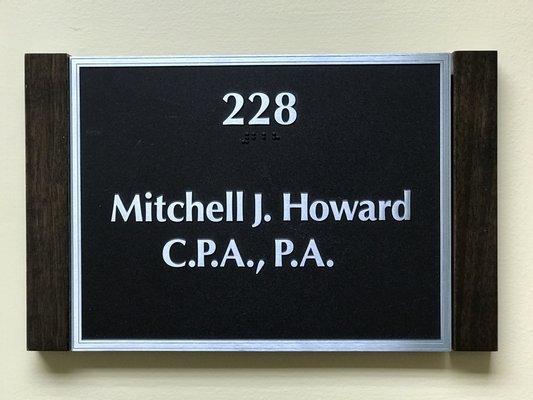 228
Mitchell J. Howard
C.P.A., P.A.